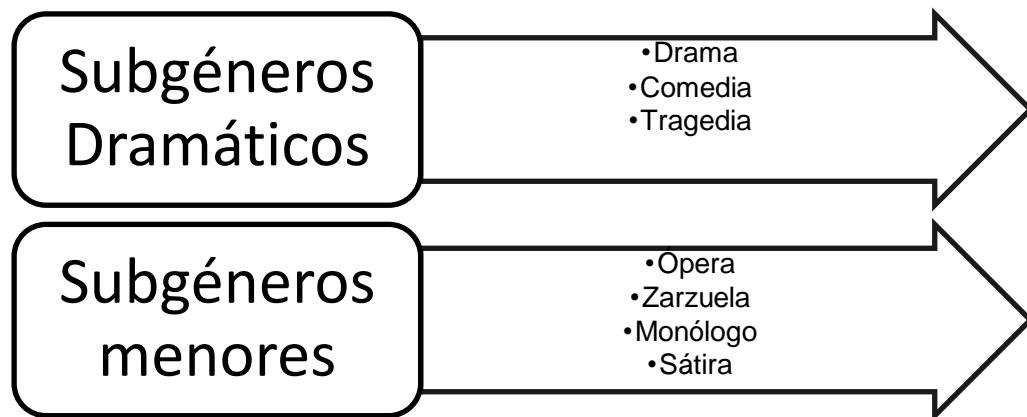 Subgéneros
Dramáticos
•Drama
•Comedia
•Tragedia
Subgéneros
menores
•Ópera
•Zarzuela
•Monólogo
•Sátira